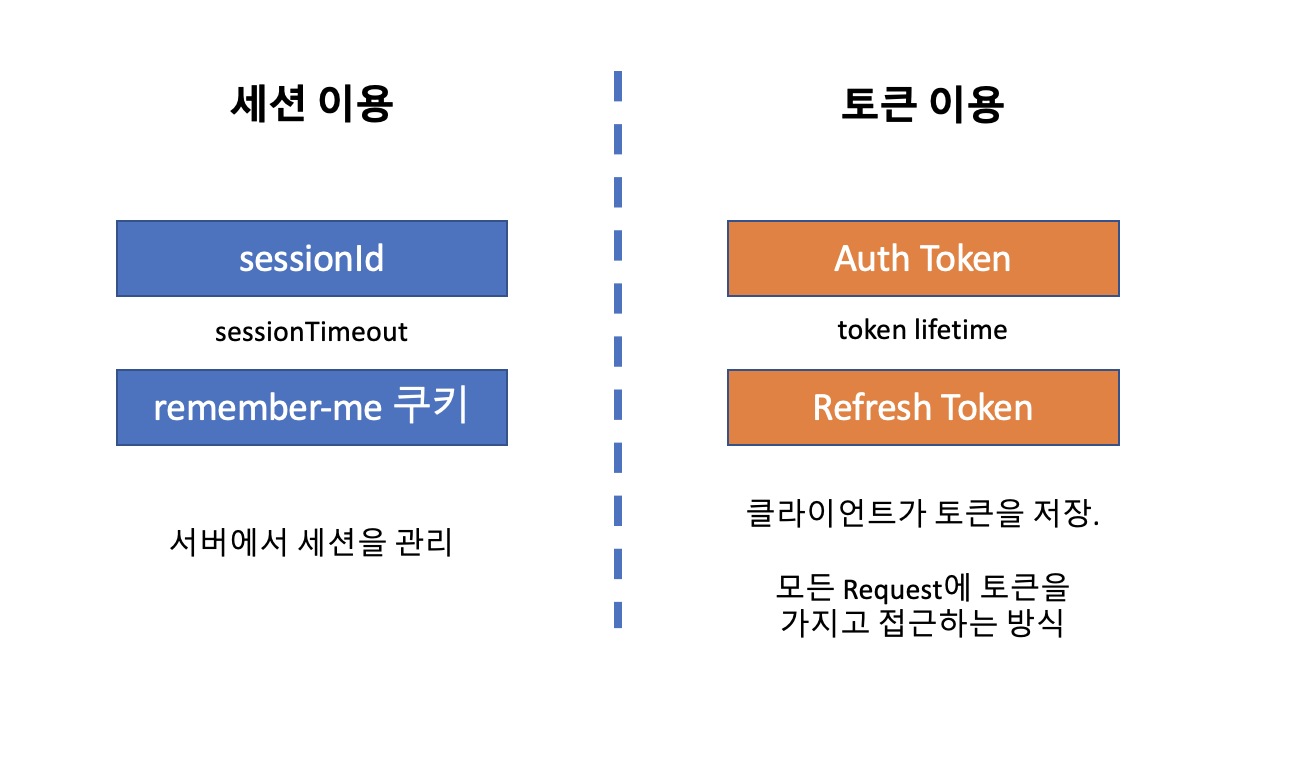 세션 이용
sessionId
sessionTimeout
remember-me 쿠키
서버에서 세션을 관리
토큰 이용
Auth Token
token lifetime
Refresh Token
클라이언트가 토큰을 저장.
모든 Request에 토큰을
가지고 접근하는 방식